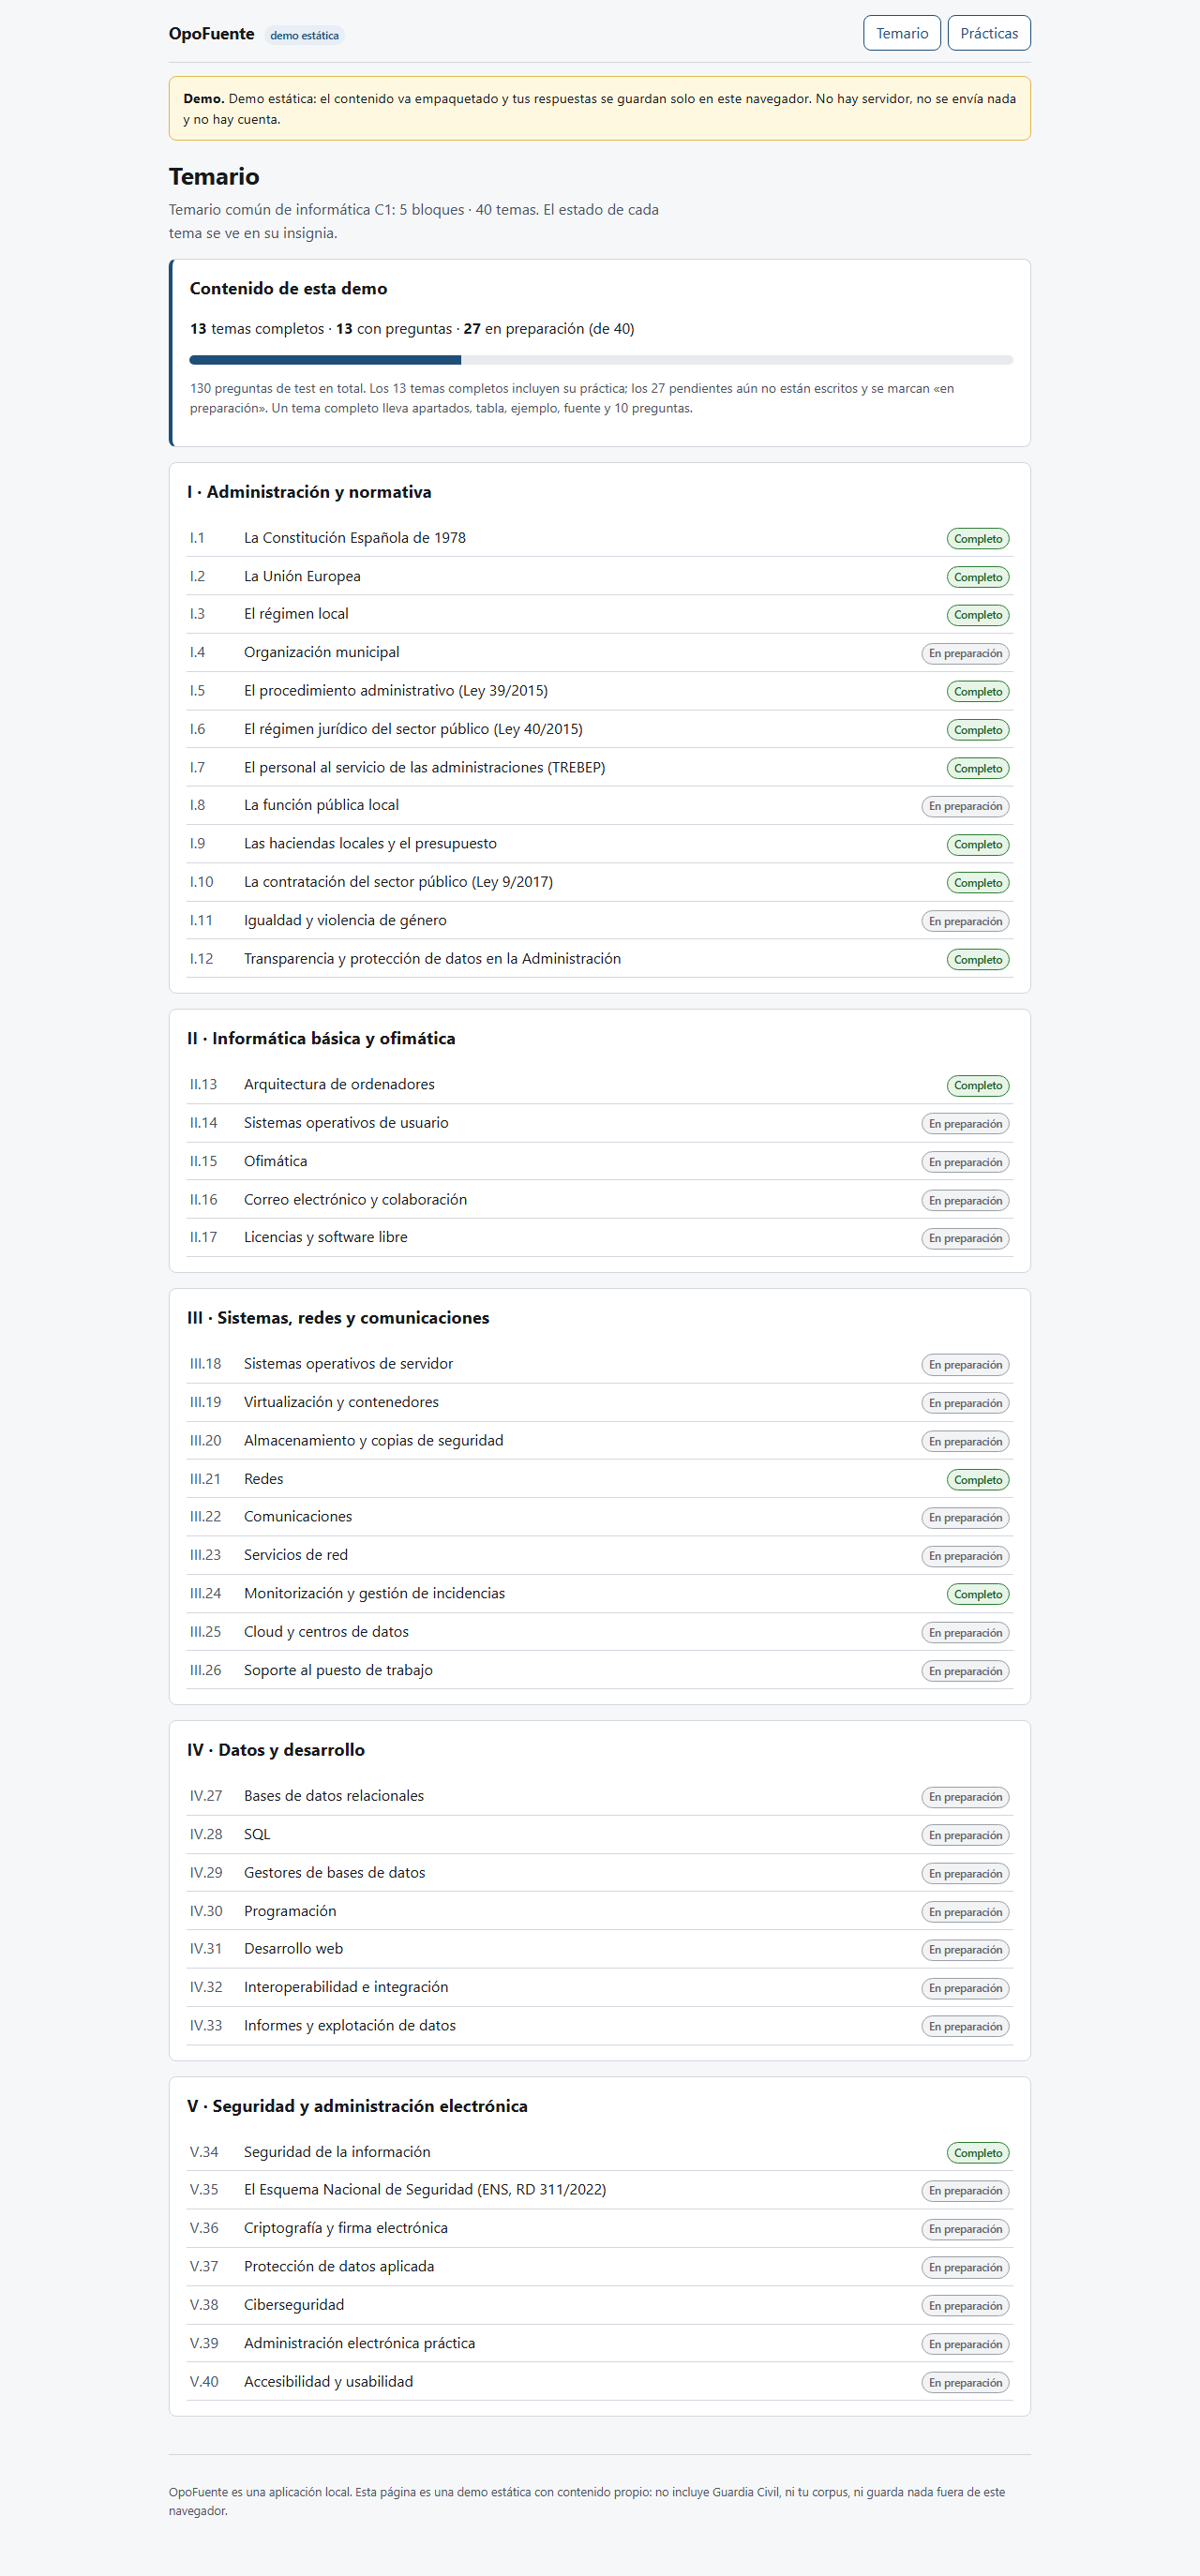 OpoFuente demo estática Temario Prácticas
Demo. Demo estática: el contenido va empaquetado y tus respuestas se guardan solo en este navegador. No hay servidor, no se envía nada
y no hay cuenta.
Temario
Temario común de informática C1: 5 bloques · 40 temas. El estado de cada
tema se ve en su insignia.
Contenido de esta demo
13 temas completos · 13 con preguntas · 27 en preparación (de 40)
130 preguntas de test en total. Los 13 temas completos incluyen su práctica; los 27 pendientes aún no están escritos y se marcan «en
preparación». Un tema completo lleva apartados, tabla, ejemplo, fuente y 10 preguntas.
I · Administración y normativa
I.1 La Constitución Española de 1978 Completo
I.2 La Unión Europea Completo
I.3 El régimen local Completo
I.4 Organización municipal En preparación
I.5 El procedimiento administrativo (Ley 39/2015) Completo
I.6 El régimen jurídico del sector público (Ley 40/2015) Completo
I.7 El personal al servicio de las administraciones (TREBEP) Completo
I.8 La función pública local En preparación
I.9 Las haciendas locales y el presupuesto Completo
I.10 La contratación del sector público (Ley 9/2017) Completo
I.11 Igualdad y violencia de género En preparación
I.12 Transparencia y protección de datos en la Administración Completo
II · Informática básica y ofimática
II.13 Arquitectura de ordenadores Completo
II.14 Sistemas operativos de usuario En preparación
II.15 Ofimática En preparación
II.16 Correo electrónico y colaboración En preparación
II.17 Licencias y software libre En preparación
III · Sistemas, redes y comunicaciones
III.18 Sistemas operativos de servidor En preparación
III.19 Virtualización y contenedores En preparación
III.20 Almacenamiento y copias de seguridad En preparación
III.21 Redes Completo
III.22 Comunicaciones En preparación
III.23 Servicios de red En preparación
III.24 Monitorización y gestión de incidencias Completo
III.25 Cloud y centros de datos En preparación
III.26 Soporte al puesto de trabajo En preparación
IV · Datos y desarrollo
IV.27 Bases de datos relacionales En preparación
IV.28 SQL En preparación
IV.29 Gestores de bases de datos En preparación
IV.30 Programación En preparación
IV.31 Desarrollo web En preparación
IV.32 Interoperabilidad e integración En preparación
IV.33 Informes y explotación de datos En preparación
V · Seguridad y administración electrónica
V.34 Seguridad de la información Completo
V.35 El Esquema Nacional de Seguridad (ENS, RD 311/2022) En preparación
V.36 Criptografía y firma electrónica En preparación
V.37 Protección de datos aplicada En preparación
V.38 Ciberseguridad En preparación
V.39 Administración electrónica práctica En preparación
V.40 Accesibilidad y usabilidad En preparación
OpoFuente es una aplicación local. Esta página es una demo estática con contenido propio: no incluye Guardia Civil, ni tu corpus, ni guarda nada fuera de este
navegador.